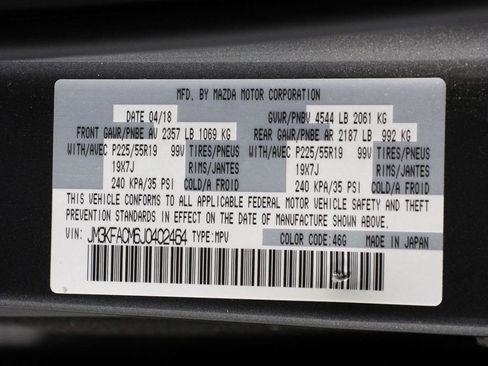 MFD. BY MAZDA MOTOR CORPORATION
DATE 04/18 GVWR/PNBV 4544 LB 2061 KG
FRONT GAWR/PNBE AV 2357 LB 1069 KG REAR GAWR/PNBE AR 2187 LB 992 KG
WITH/AVEC P225/55R19 99V TIRES/PNEUS WITH/AVEC P225/55R19 99V TIRES/PNEUS
19X7J RIMS/JANTES 19X7J RIMS/JANTES
240 KPA/35 PSI COLD/A FROID 240 KPA/35 PSI COLD/A FROID
THIS VEHICLE CONFORMS TO ALL APPLICABLE FEDERAL MOTOR VEHICLE SAFETY AND THEFT
PREVENTION STANDARDS IN EFFECT ON THE DATE OF MANUFACTURE SHOWN ABOVE.
VIN: JM3KFACM6J0402464 TYPE: MPV COLOR CODE: 46G MADE IN JAPAN